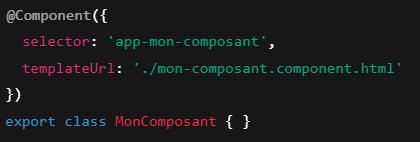 @Component({
  selector: 'app-mon-composant',
  templateUrl: './mon-composant.component.html'
})
export class MonComposant { }